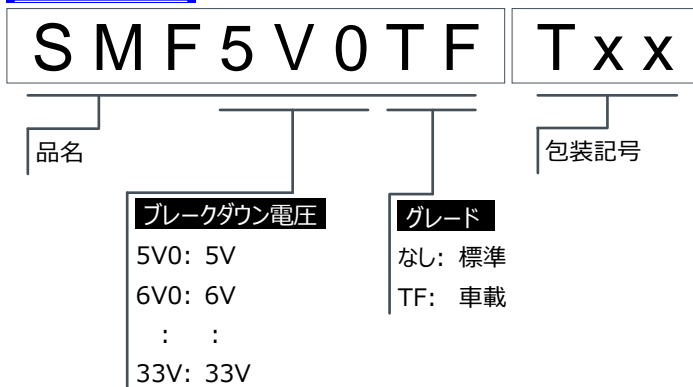 SMF5V0TF Txx
品名
包装記号
ブレークダウン電圧
5V0: 5V
6V0: 6V
: :
33V: 33V
グレード
なし: 標準
TF: 車載